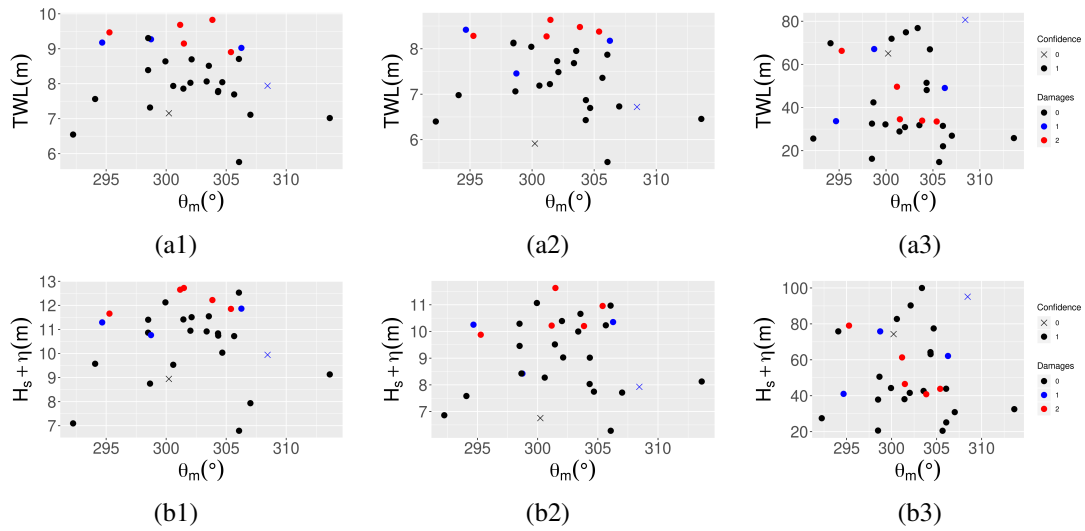 TWL(m)
10
9
8
7
6
295 300 305 310
θm(°)
(a1)
TWL(m)
8
7
6
295 300 305 310
θm(°)
(a2)
TWL(m)
80
60
40
20
295 300 305 310
θm(°)
(a3)
Confidence
0
1
Damages
0
1
2
Hs + η(m)
13
12
11
10
9
8
7
295 300 305 310
θm(°)
(b1)
Hs + η(m)
11
10
9
8
7
295 300 305 310
θm(°)
(b2)
Hs + η(m)
100
80
60
40
20
295 300 305 310
θm(°)
(b3)
Confidence
0
1
Damages
0
1
2